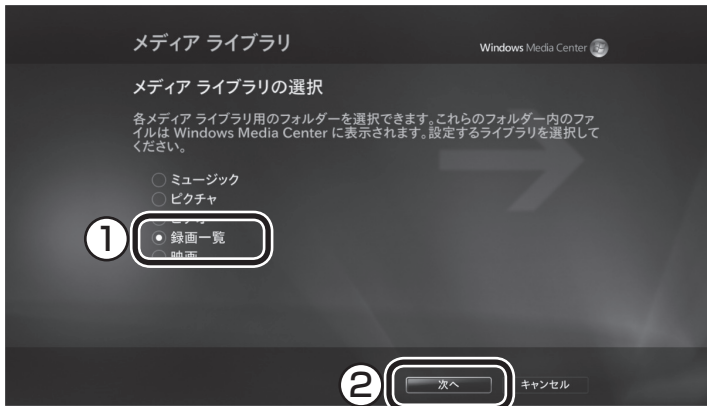 メディア ライブラリ
Windows Media Center
メディア ライブラリの選択
各メディア ライブラリ用のフォルダーを選択できます。これらのフォルダー内のファ
イルは Windows Media Center に表示されます。設定するライブラリを選択して
ください。
ミュージック
ピクチャ
ビデオ
1
録画一覧
映画
2
次へ
キャンセル